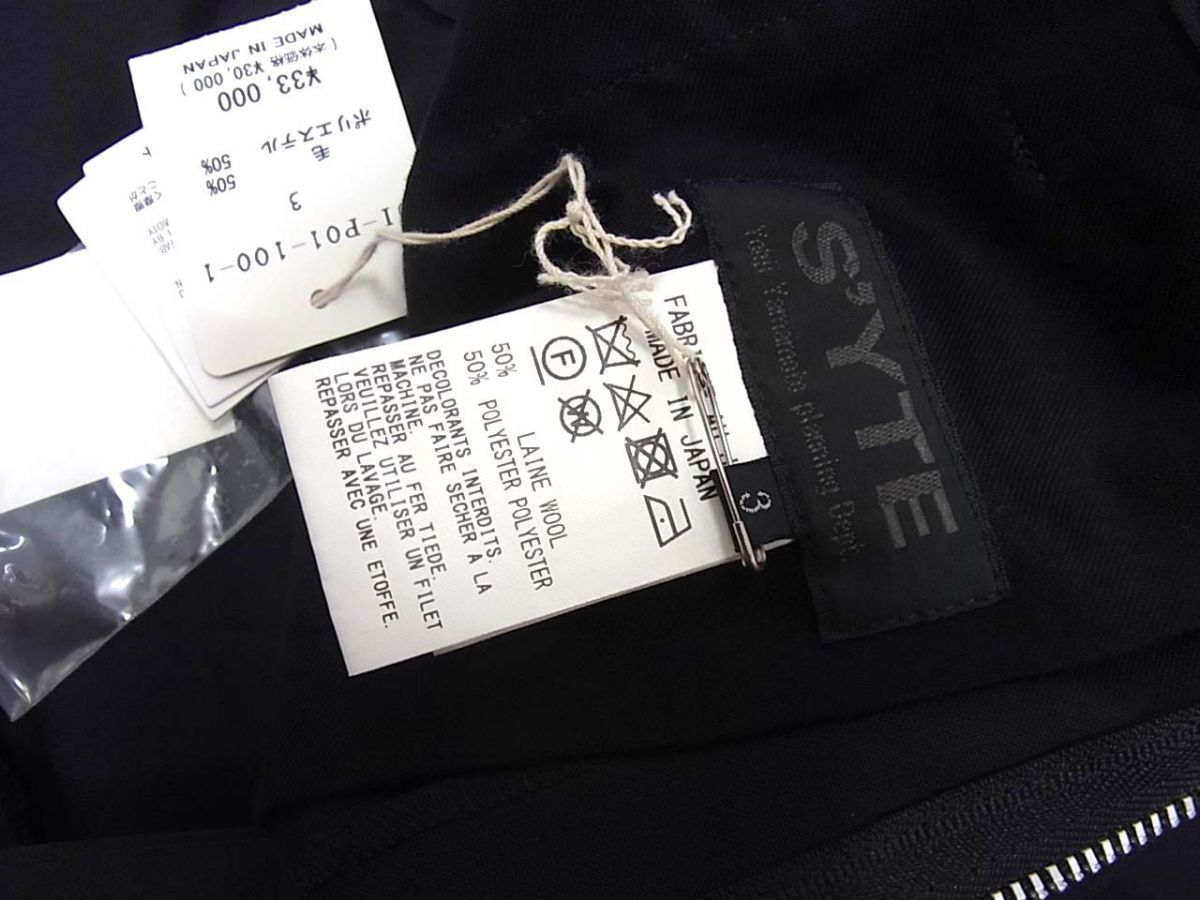 S'YTE
Yohji Yamamoto planning Dept.
3
FABRI
MADE IN JAPAN
F
W
50% LAINE WOOL
50% POLYESTER POLYESTER
DECOLORANTS INTERDITS.
NE PAS FAIRE SECHER A LA
MACHINE.
REPASSER AU FER TIEDE.
VEUILLEZ UTILISER UN FILET
LORS DU LAVAGE.
REPASSER AVEC UNE ETOFFE.
I-P01-100-1
3
毛 50%
ポリエステル 50%
¥33,000
(本体価格 ¥30,000)
MADE IN JAPAN